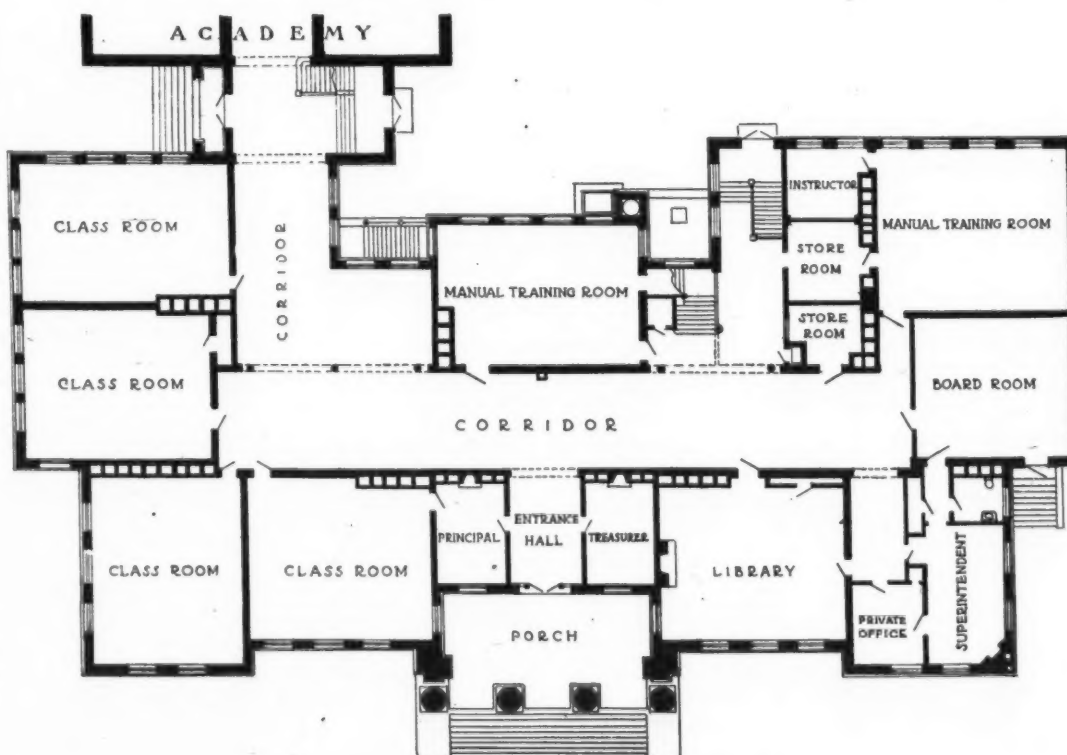 ACADEMY
CLASS ROOM
CORRIDOR
MANUAL TRAINING ROOM
INSTRUCTOR
STORE
ROOM
MANUAL TRAINING ROOM
STORE
ROOM
CLASS ROOM
BOARD ROOM
CORRIDOR
CLASS ROOM
CLASS ROOM
PRINCIPAL
ENTRANCE
HALL
TREASURER
LIBRARY
PRIVATE
OFFICE
SUPERINTENDENT
PORCH